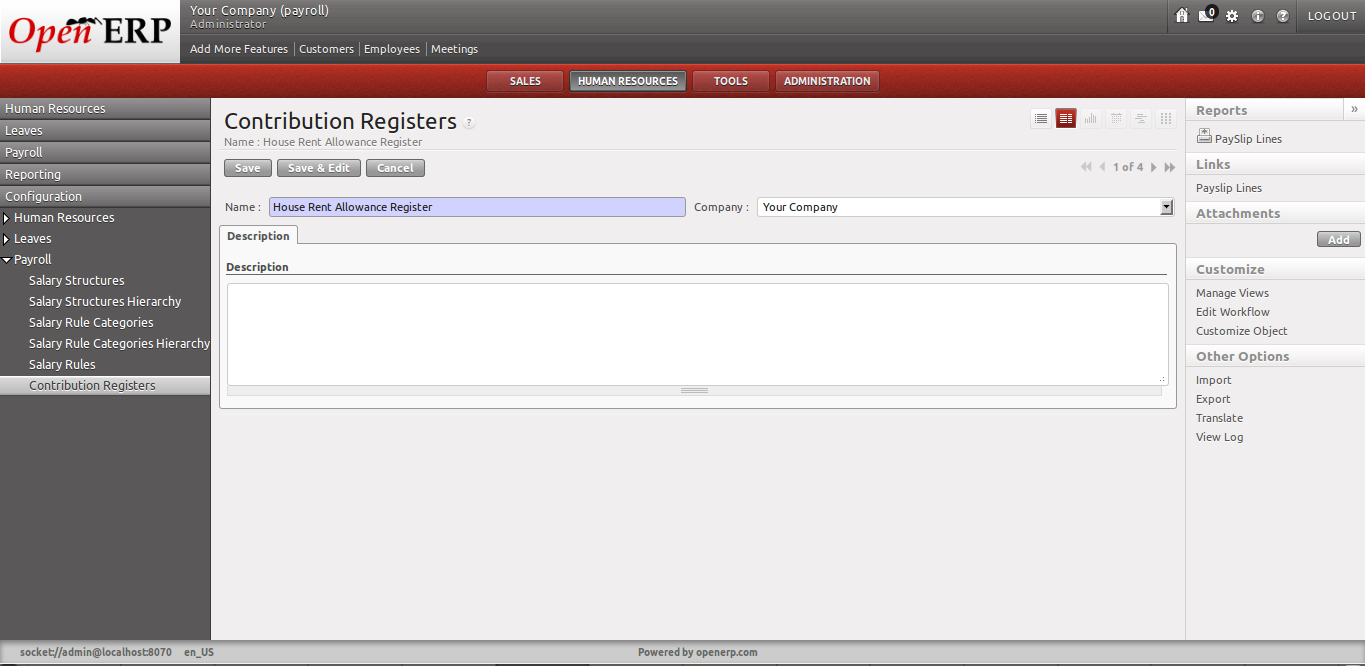 Open ERP
Your Company (payroll)
Administrator
0
LOGOUT
Add More Features Customers Employees Meetings
SALES HUMAN RESOURCES TOOLS ADMINISTRATION
Human Resources
Leaves
Payroll
Reporting
Configuration
Human Resources
Leaves
Payroll
Salary Structures
Salary Structures Hierarchy
Salary Rule Categories
Salary Rule Categories Hierarchy
Salary Rules
Contribution Registers
Contribution Registers ?
Name : House Rent Allowance Register
Save Save & Edit Cancel
1 of 4
Name : House Rent Allowance Register Company : Your Company
Description
Description
Reports »
PaySlip Lines
Links
Payslip Lines
Attachments
Add
Customize
Manage Views
Edit Workflow
Customize Object
Other Options
Import
Export
Translate
View Log
socket://admin@localhost:8070 en_US Powered by openerp.com